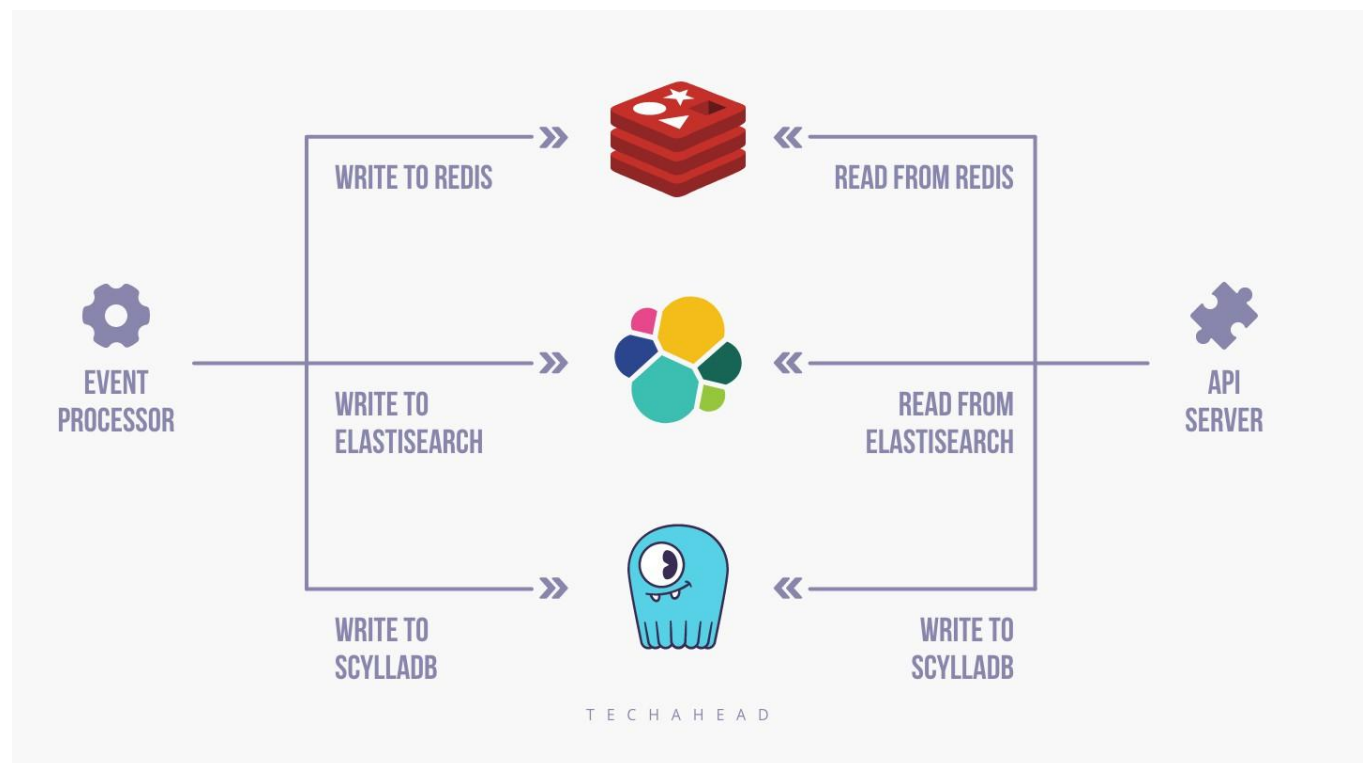 WRITE TO REDIS
READ FROM REDIS
EVENT
PROCESSOR
WRITE TO
ELASTISEARCH
READ FROM
ELASTISEARCH
API
SERVER
WRITE TO
SCYLLADB
WRITE TO
SCYLLADB
TECHAHEAD